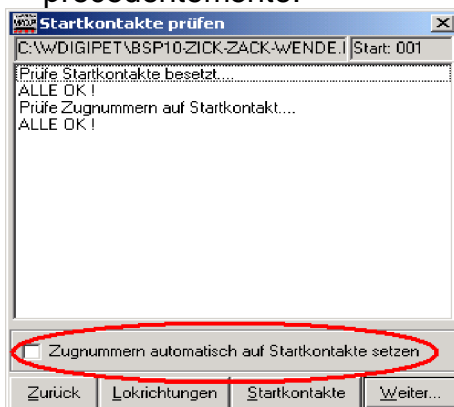 Startkontakte prüfen
C:\WDIGIPET\BSP10-ZICK-ZACK-WENDE.I Start: 001
Prüfe Startkontakte besetzt....
ALLE OK !
Prüfe Zugnummern auf Startkontakt....
ALLE OK !
Zugnummern automatisch auf Startkontakte setzen
Zurück Lokrichtungen Startkontakte Weiter...